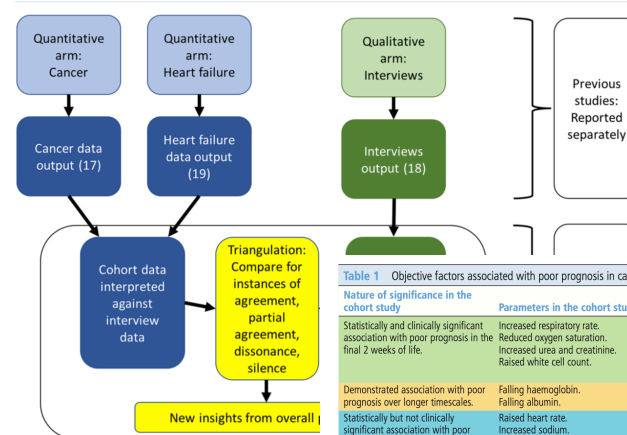 Quantitative
arm:
Cancer
Quantitative
arm:
Heart failure
Qualitative
arm:
Interviews
Previous
studies:
Reported
separately
Cancer data
output (17)
Heart failure
data output
(19)
Interviews
output (18)
Cohort data
interpreted
against
interview
data
Triangulation:
Compare for
instances of
agreement,
partial
agreement,
dissonance,
silence
New insights from overall
Table 1 Objective factors associated with poor prognosis in ca
Nature of significance in the
cohort study
Parameters in the cohort stu
Statistically and clinically significant
association with poor prognosis in the
final 2 weeks of life.
Increased respiratory rate.
Reduced oxygen saturation.
Increased urea and creatinine.
Raised white cell count.
Demonstrated association with poor
prognosis over longer timescales.
Falling haemoglobin.
Falling albumin.
Statistically but not clinically
significant association with poor
Raised heart rate.
Increased sodium.